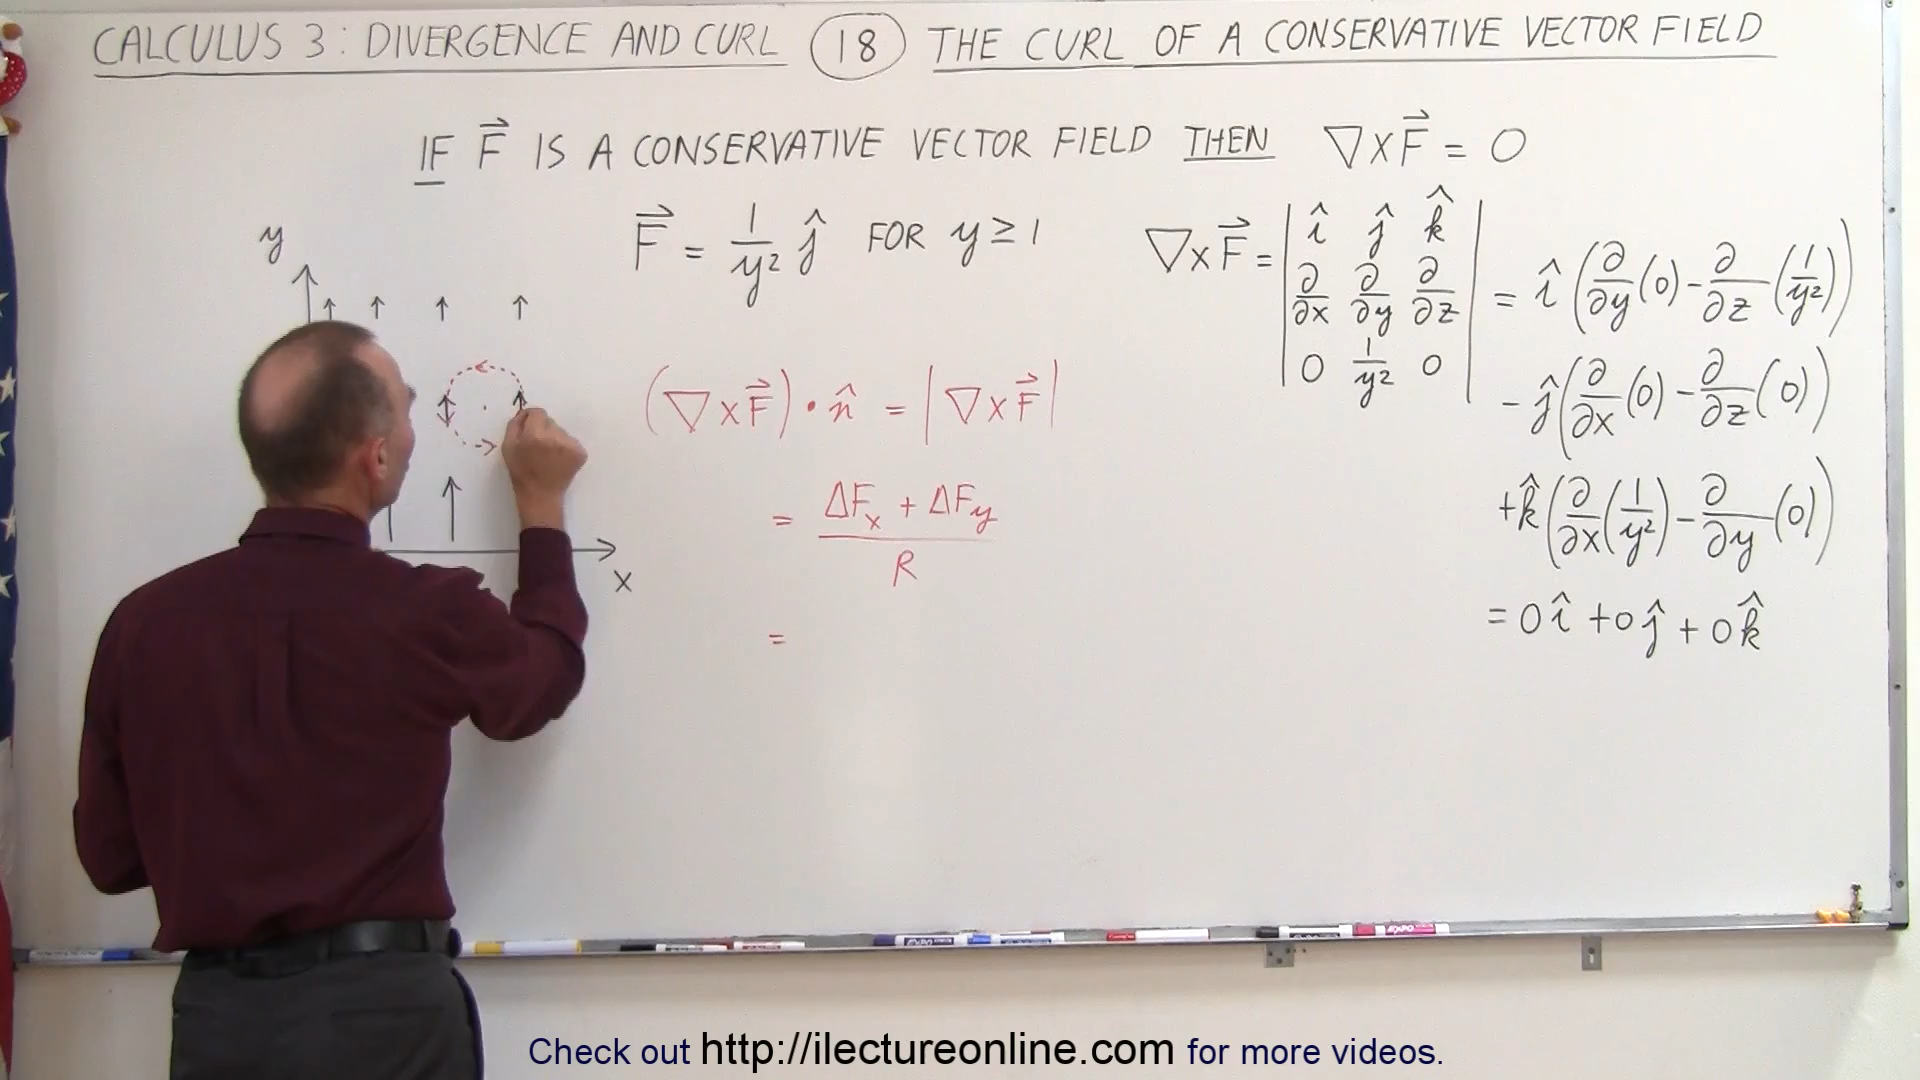 CALCULUS 3: DIVERGENCE AND CURL (18) THE CURL OF A CONSERVATIVE VECTOR FIELD
IF F⃗ IS A CONSERVATIVE VECTOR FIELD THEN ∇×F⃗ = 0
F⃗ = 1/y² ĵ FOR y ≥ 1
y
x
(∇×F⃗)•n̂ = |∇×F⃗|
= (ΔFx + ΔFy)/R
=
∇×F⃗ = | î ĵ k̂ |
| ∂/∂x ∂/∂y ∂/∂z |
| 0 1/y² 0 |
= î (∂/∂y (0) - ∂/∂z (1/y²))
- ĵ (∂/∂x (0) - ∂/∂z (0))
+ k̂ (∂/∂x (1/y²) - ∂/∂y (0))
= 0 î + 0 ĵ + 0 k̂
EXPO
Check out http://ilectureonline.com for more videos.